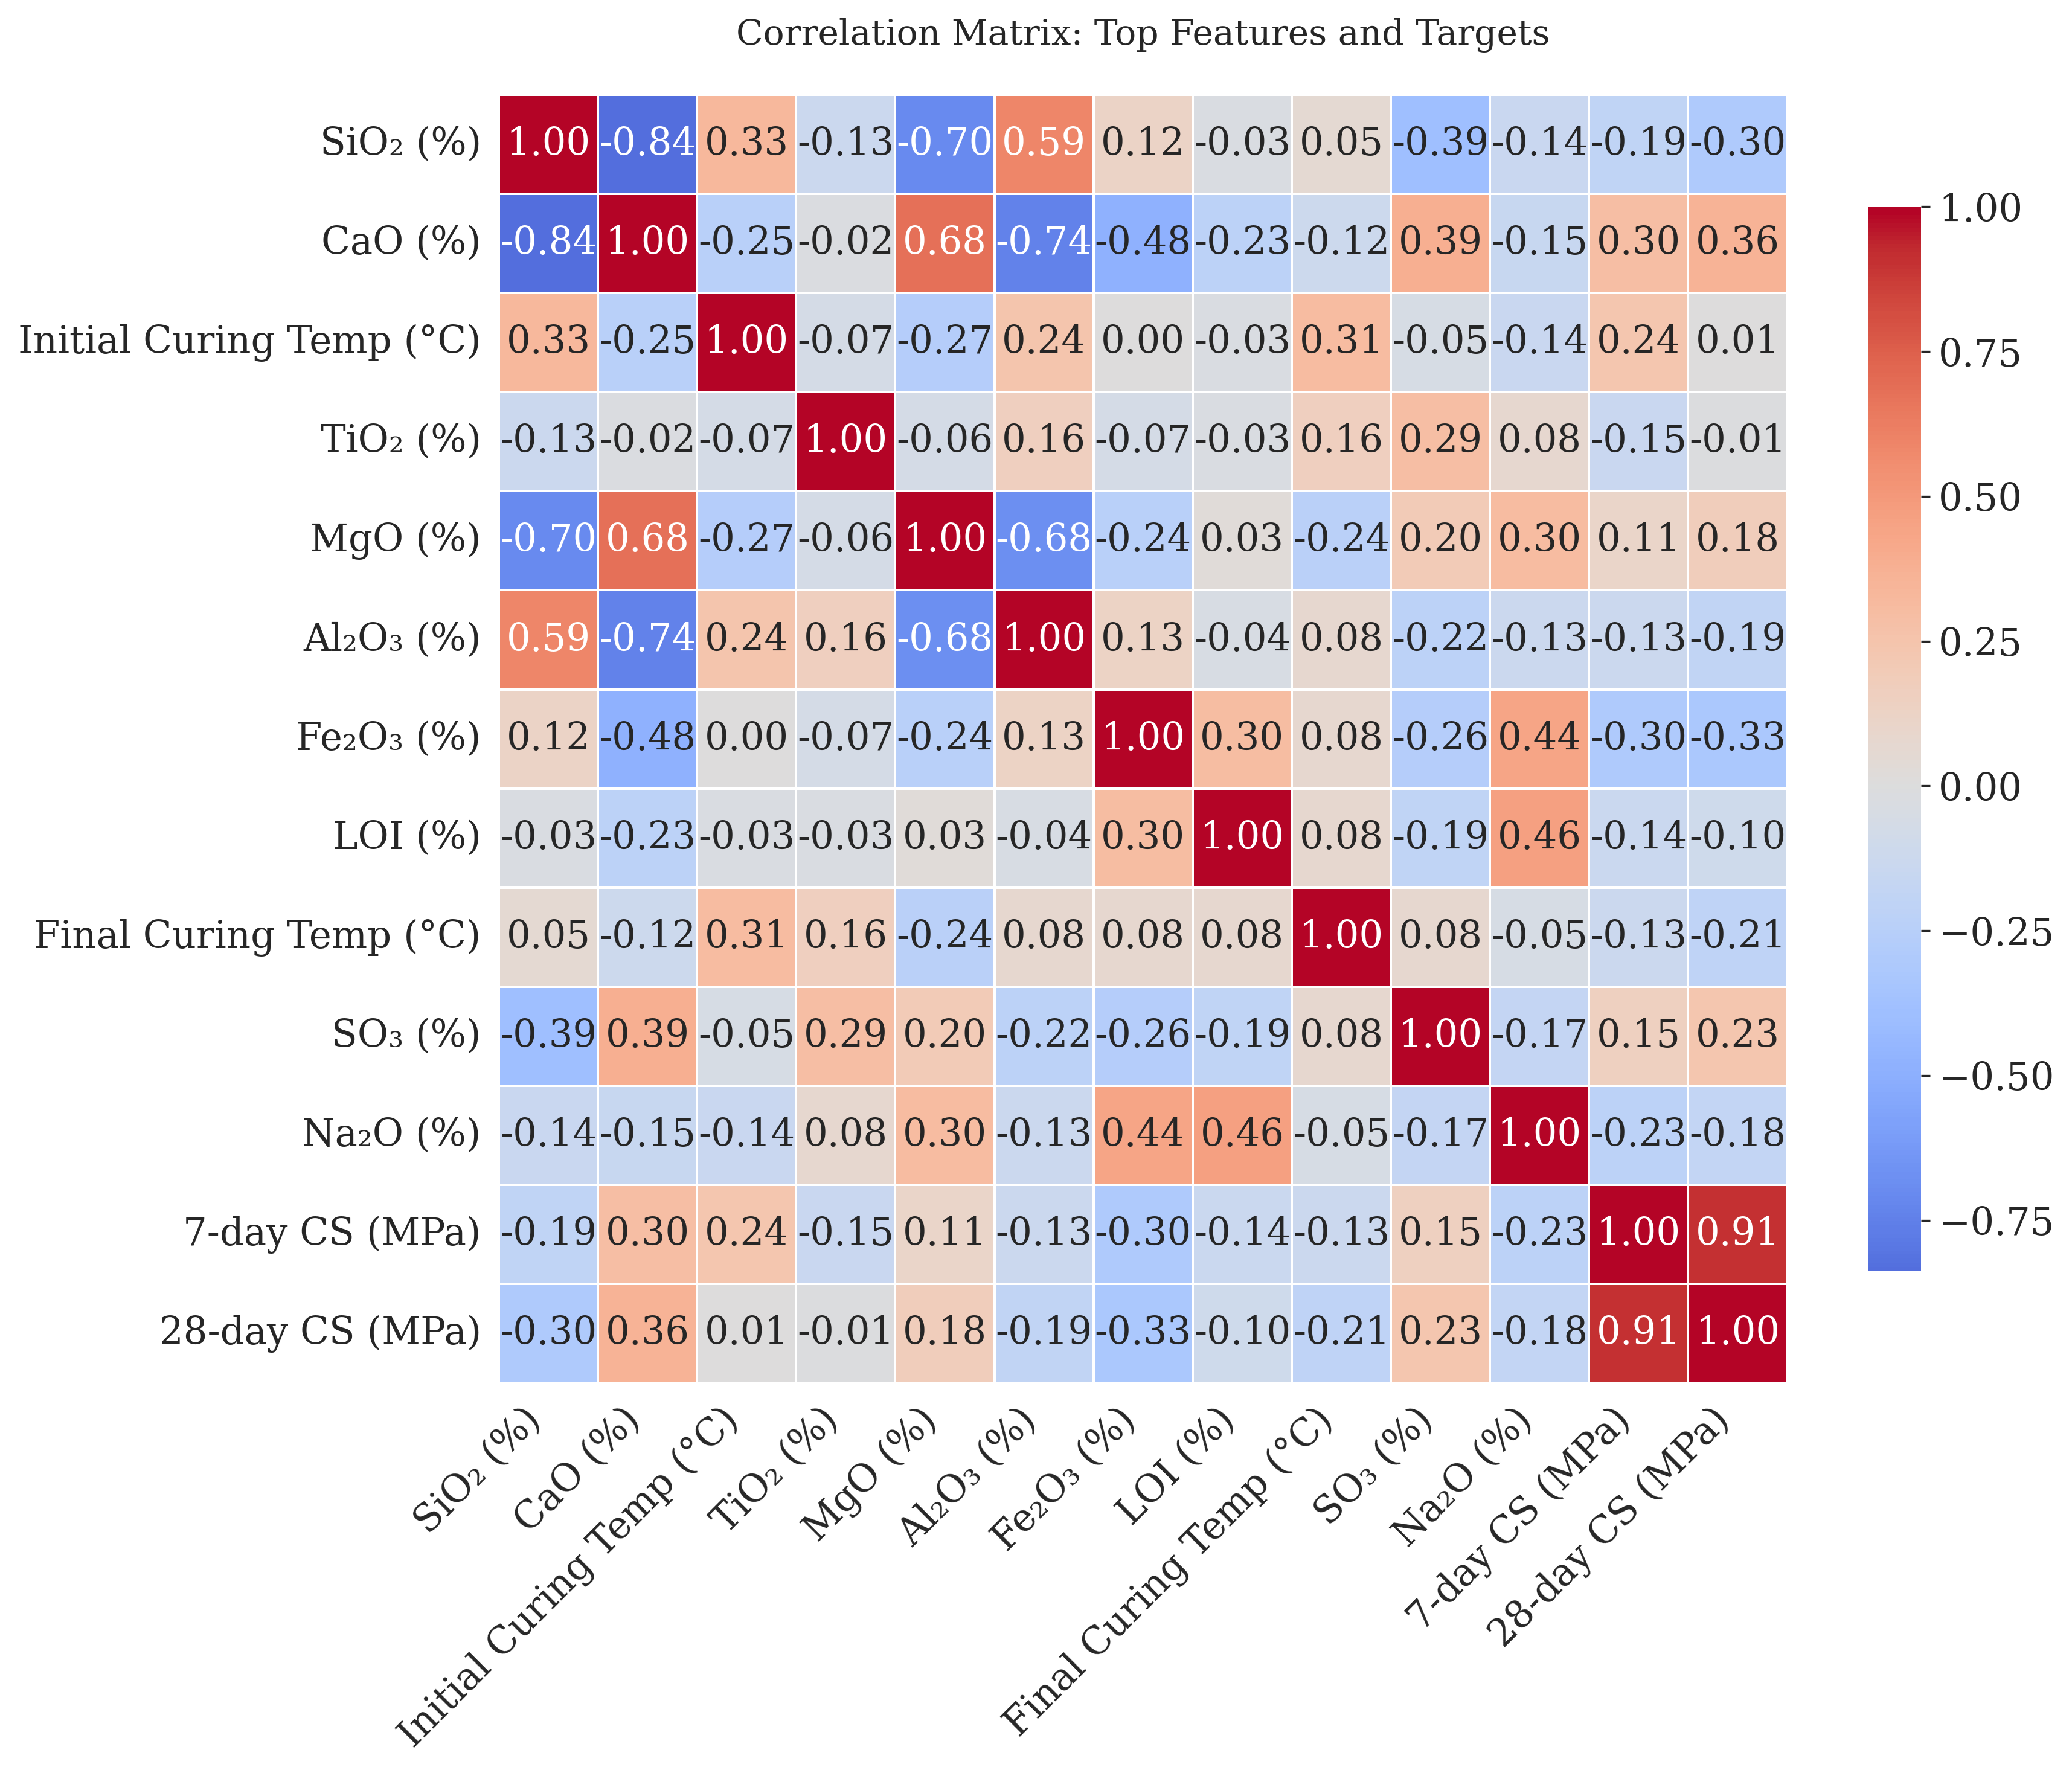 Correlation Matrix: Top Features and Targets
SiO₂ (%) 1.00 -0.84 0.33 -0.13 -0.70 0.59 0.12 -0.03 0.05 -0.39 -0.14 -0.19 -0.30
CaO (%) -0.84 1.00 -0.25 -0.02 0.68 -0.74 -0.48 -0.23 -0.12 0.39 -0.15 0.30 0.36
Initial Curing Temp (°C) 0.33 -0.25 1.00 -0.07 -0.27 0.24 0.00 -0.03 0.31 -0.05 -0.14 0.24 0.01
TiO₂ (%) -0.13 -0.02 -0.07 1.00 -0.06 0.16 -0.07 -0.03 0.16 0.29 0.08 -0.15 -0.01
MgO (%) -0.70 0.68 -0.27 -0.06 1.00 -0.68 -0.24 0.03 -0.24 0.20 0.30 0.11 0.18
Al₂O₃ (%) 0.59 -0.74 0.24 0.16 -0.68 1.00 0.13 -0.04 0.08 -0.22 -0.13 -0.13 -0.19
Fe₂O₃ (%) 0.12 -0.48 0.00 -0.07 -0.24 0.13 1.00 0.30 0.08 -0.26 0.44 -0.30 -0.33
LOI (%) -0.03 -0.23 -0.03 -0.03 0.03 -0.04 0.30 1.00 0.08 -0.19 0.46 -0.14 -0.10
Final Curing Temp (°C) 0.05 -0.12 0.31 0.16 -0.24 0.08 0.08 0.08 1.00 0.08 -0.05 -0.13 -0.21
SO₃ (%) -0.39 0.39 -0.05 0.29 0.20 -0.22 -0.26 -0.19 0.08 1.00 -0.17 0.15 0.23
Na₂O (%) -0.14 -0.15 -0.14 0.08 0.30 -0.13 0.44 0.46 -0.05 -0.17 1.00 -0.23 -0.18
7-day CS (MPa) -0.19 0.30 0.24 -0.15 0.11 -0.13 -0.30 -0.14 -0.13 0.15 -0.23 1.00 0.91
28-day CS (MPa) -0.30 0.36 0.01 -0.01 0.18 -0.19 -0.33 -0.10 -0.21 0.23 -0.18 0.91 1.00
SiO₂ (%)
CaO (%)
Initial Curing Temp (°C)
TiO₂ (%)
MgO (%)
Al₂O₃ (%)
Fe₂O₃ (%)
LOI (%)
Final Curing Temp (°C)
SO₃ (%)
Na₂O (%)
7-day CS (MPa)
28-day CS (MPa)
1.00
0.75
0.50
0.25
0.00
−0.25
−0.50
−0.75